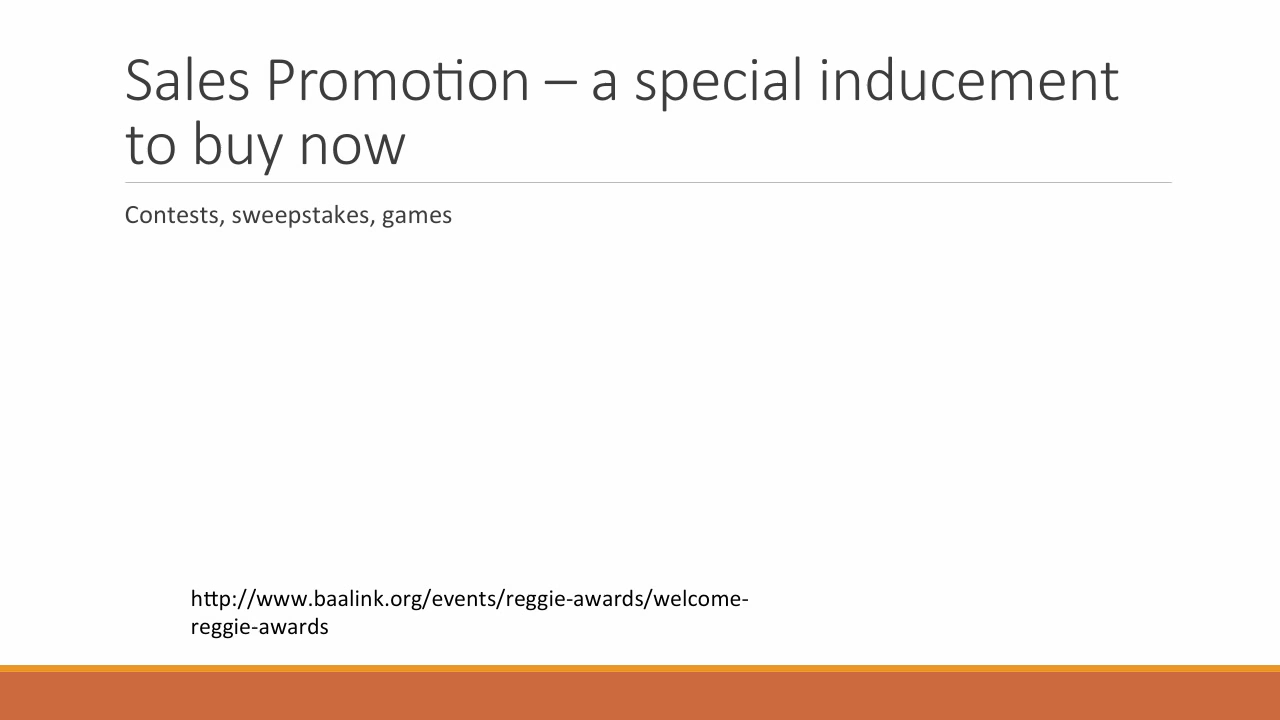 Sales Promotion – a special inducement
to buy now
Contests, sweepstakes, games
http://www.baalink.org/events/reggie-awards/welcome-
reggie-awards